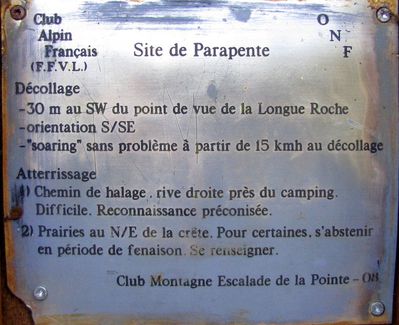 Club O
Alpin N
Français Site de Parapente F
(F.F.V.L.)
Décollage
-30 m au SW du point de vue de la Longue Roche
-orientation S/SE
-"soaring" sans problème à partir de 15 kmh au décollage
Atterrissage
1) Chemin de halage, rive droite près du camping.
Difficile. Reconnaissance préconisée.
2) Prairies au N/E de la crête. Pour certaines, s'abstenir
en période de fenaison. Se renseigner.
Club Montagne Escalade de la Pointe - 08